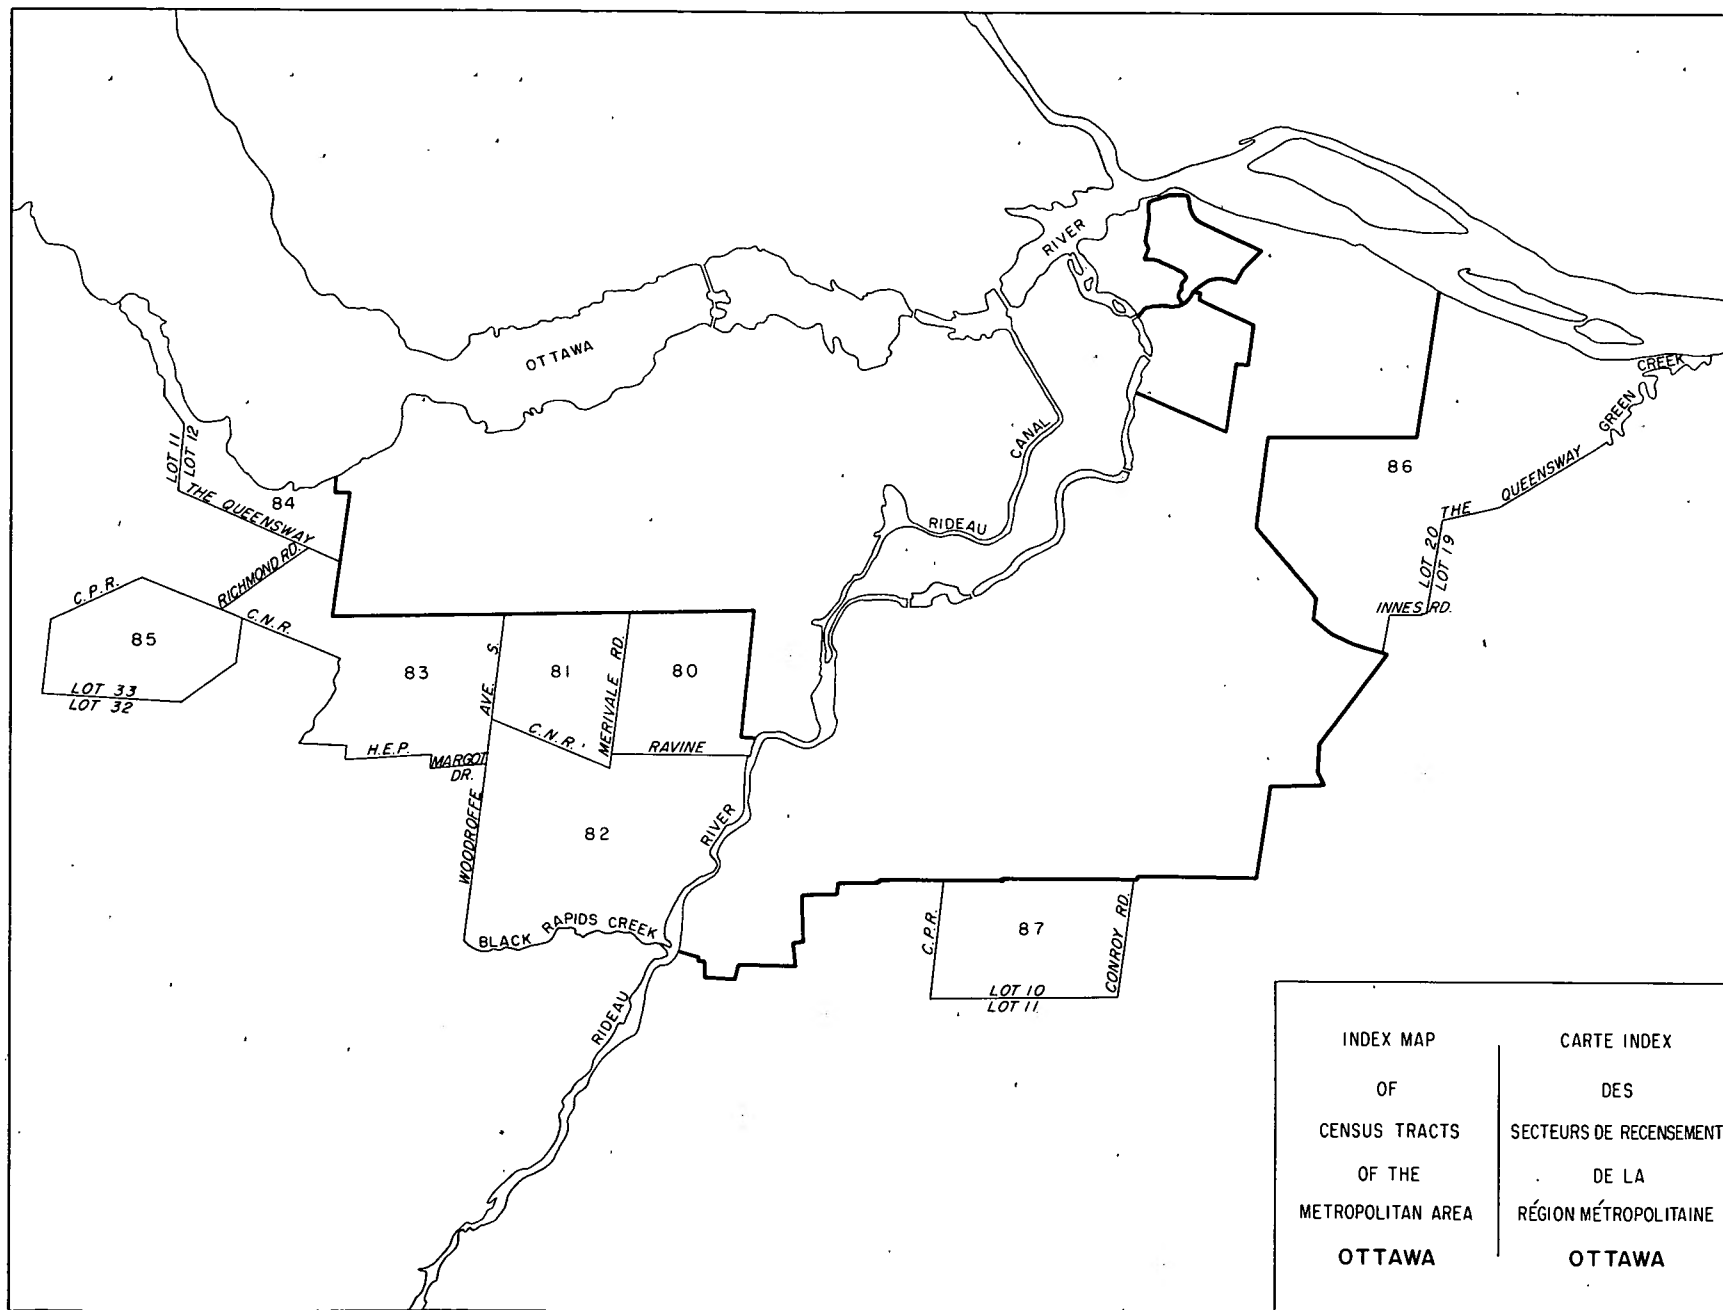 RIVER
OTTAWA
CREEK
GREEN
CANAL
LOT 11
LOT 12
86
84
THE QUEENSWAY
THE QUEENSWAY
RIDEAU
LOT 20
LOT 19
RICHMOND RD.
C.P.R.
INNES RD.
C.N.R.
85
83
AVE. S.
81
MERIVALE RD.
80
LOT 33
LOT 32
C.N.R.
H.E.P.
RAVINE
MARGOT
DR.
WOODROFFE
82
RIVER
BLACK RAPIDS CREEK
C.P.R.
87
CONROY RD.
LOT 10
LOT 11
RIDEAU
INDEX MAP
OF
CENSUS TRACTS
OF THE
METROPOLITAN AREA
OTTAWA
CARTE INDEX
DES
SECTEURS DE RECENSEMENT
DE LA
RÉGION MÉTROPOLITAINE
OTTAWA